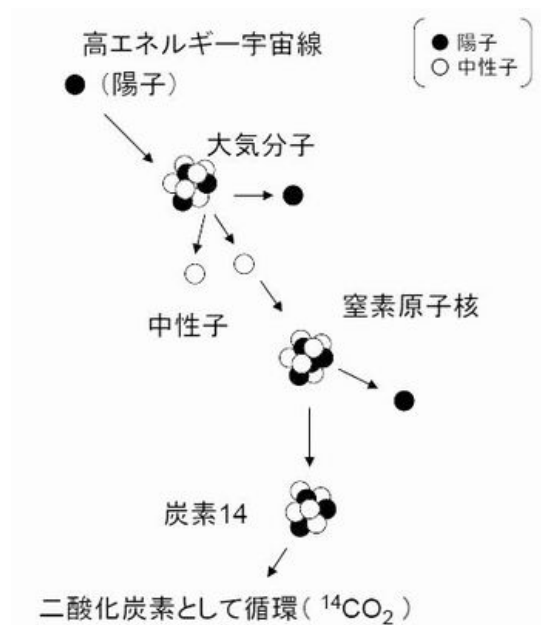 高エネルギー宇宙線
（陽子）
陽子
中性子
大気分子
中性子
窒素原子核
炭素14
二酸化炭素として循環( ¹⁴CO₂ )